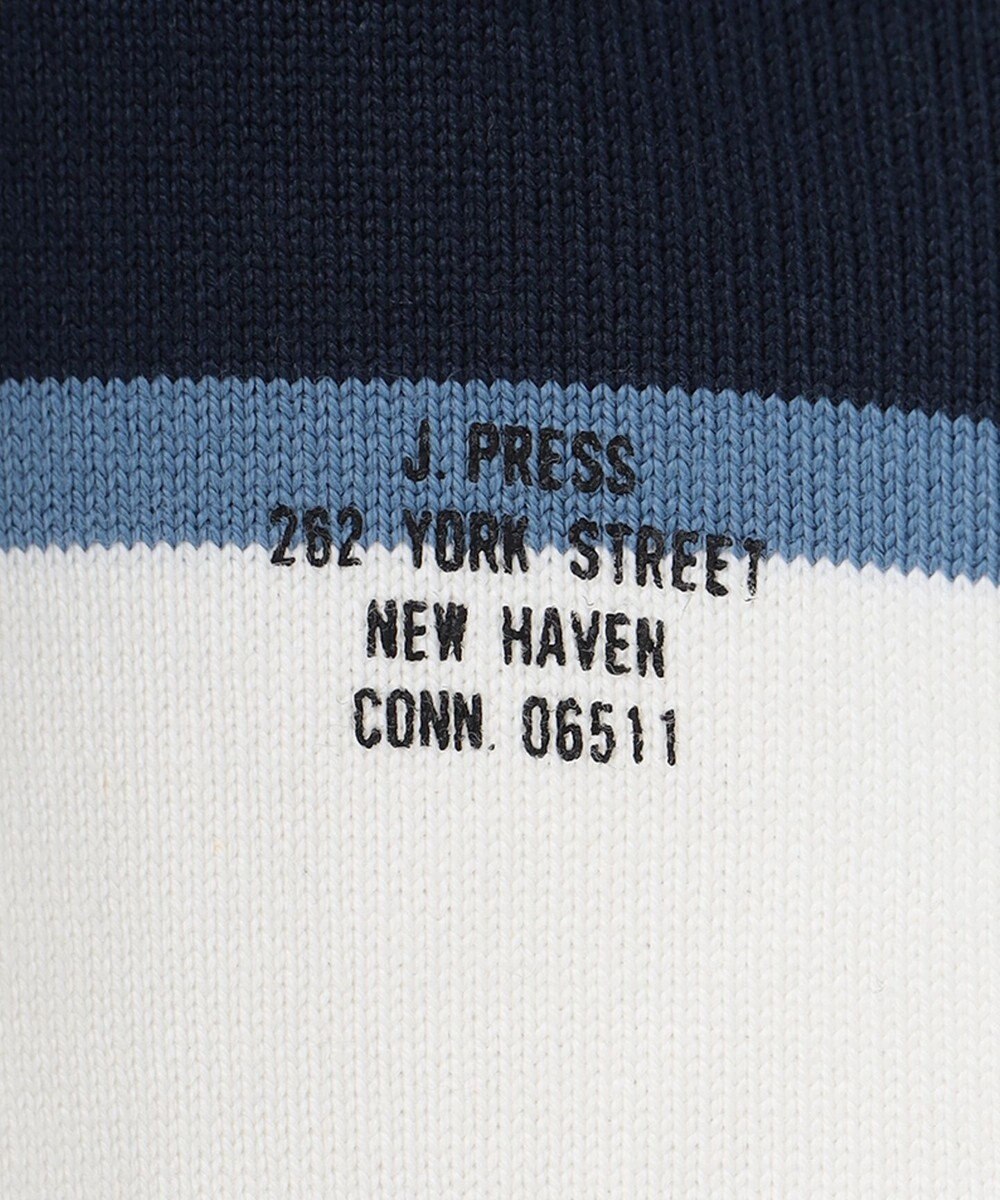 J. PRESS
262 YORK STREET
NEW HAVEN
CONN. 06511